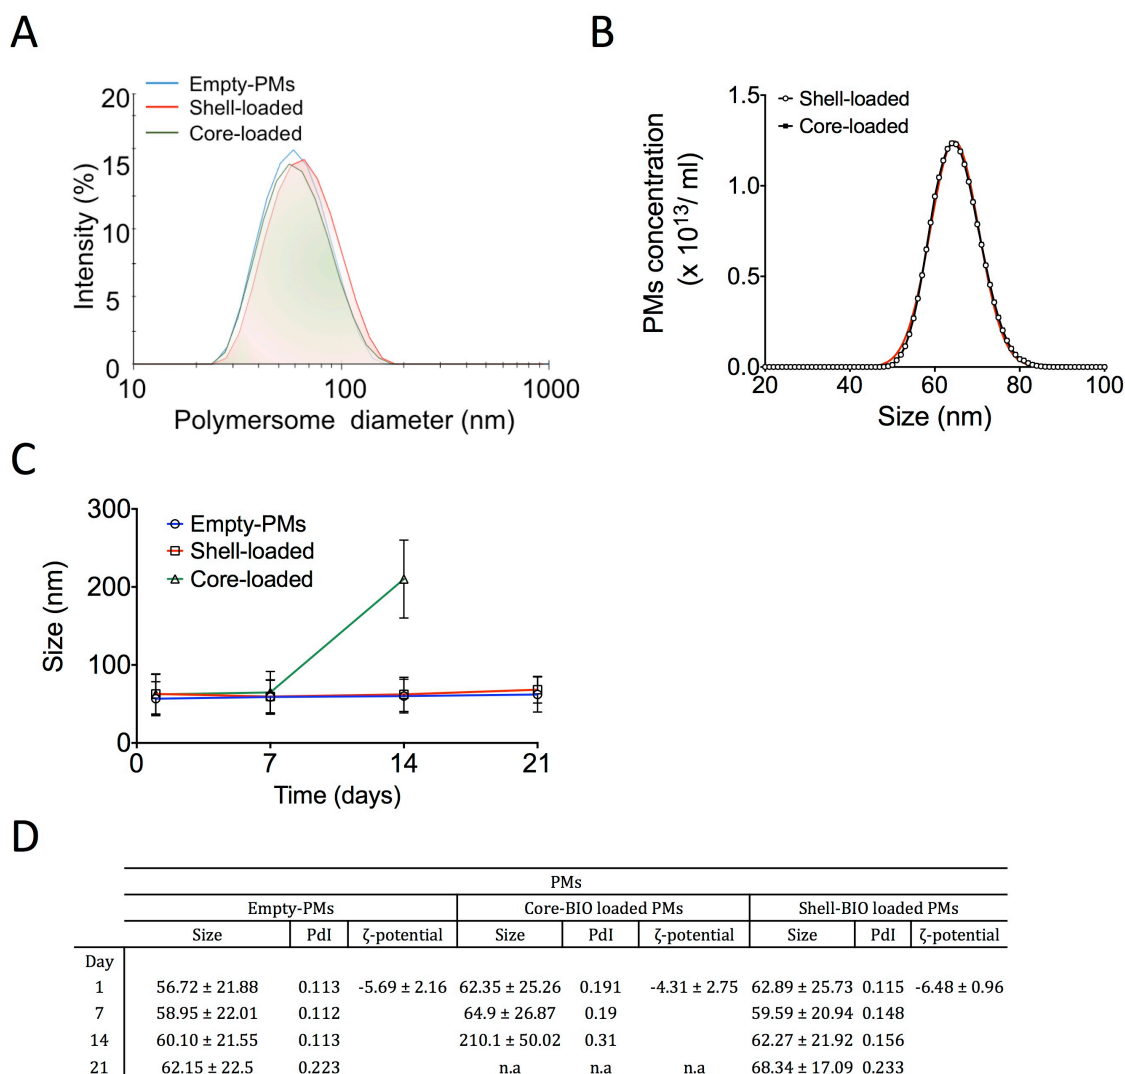 A
Empty-PMs
Shell-loaded
Core-loaded
20
15
10
5
0
Intensity (%)
10 100 1000
Polymersome diameter (nm)
B
Shell-loaded
Core-loaded
1.5
1.0
0.5
0.0
PMs concentration
(x 10¹³/ ml)
20 40 60 80 100
Size (nm)
C
Empty-PMs
Shell-loaded
Core-loaded
300
200
100
0
Size (nm)
0 7 14 21
Time (days)
D
PMs
Empty-PMs Core-BIO loaded PMs Shell-BIO loaded PMs
Size PdI ζ-potential Size PdI ζ-potential Size PdI ζ-potential
Day
1 56.72 ± 21.88 0.113 -5.69 ± 2.16 62.35 ± 25.26 0.191 -4.31 ± 2.75 62.89 ± 25.73 0.115 -6.48 ± 0.96
7 58.95 ± 22.01 0.112 64.9 ± 26.87 0.19 59.59 ± 20.94 0.148
14 60.10 ± 21.55 0.113 210.1 ± 50.02 0.31 62.27 ± 21.92 0.156
21 62.15 ± 22.5 0.223 n.a n.a n.a 68.34 ± 17.09 0.233